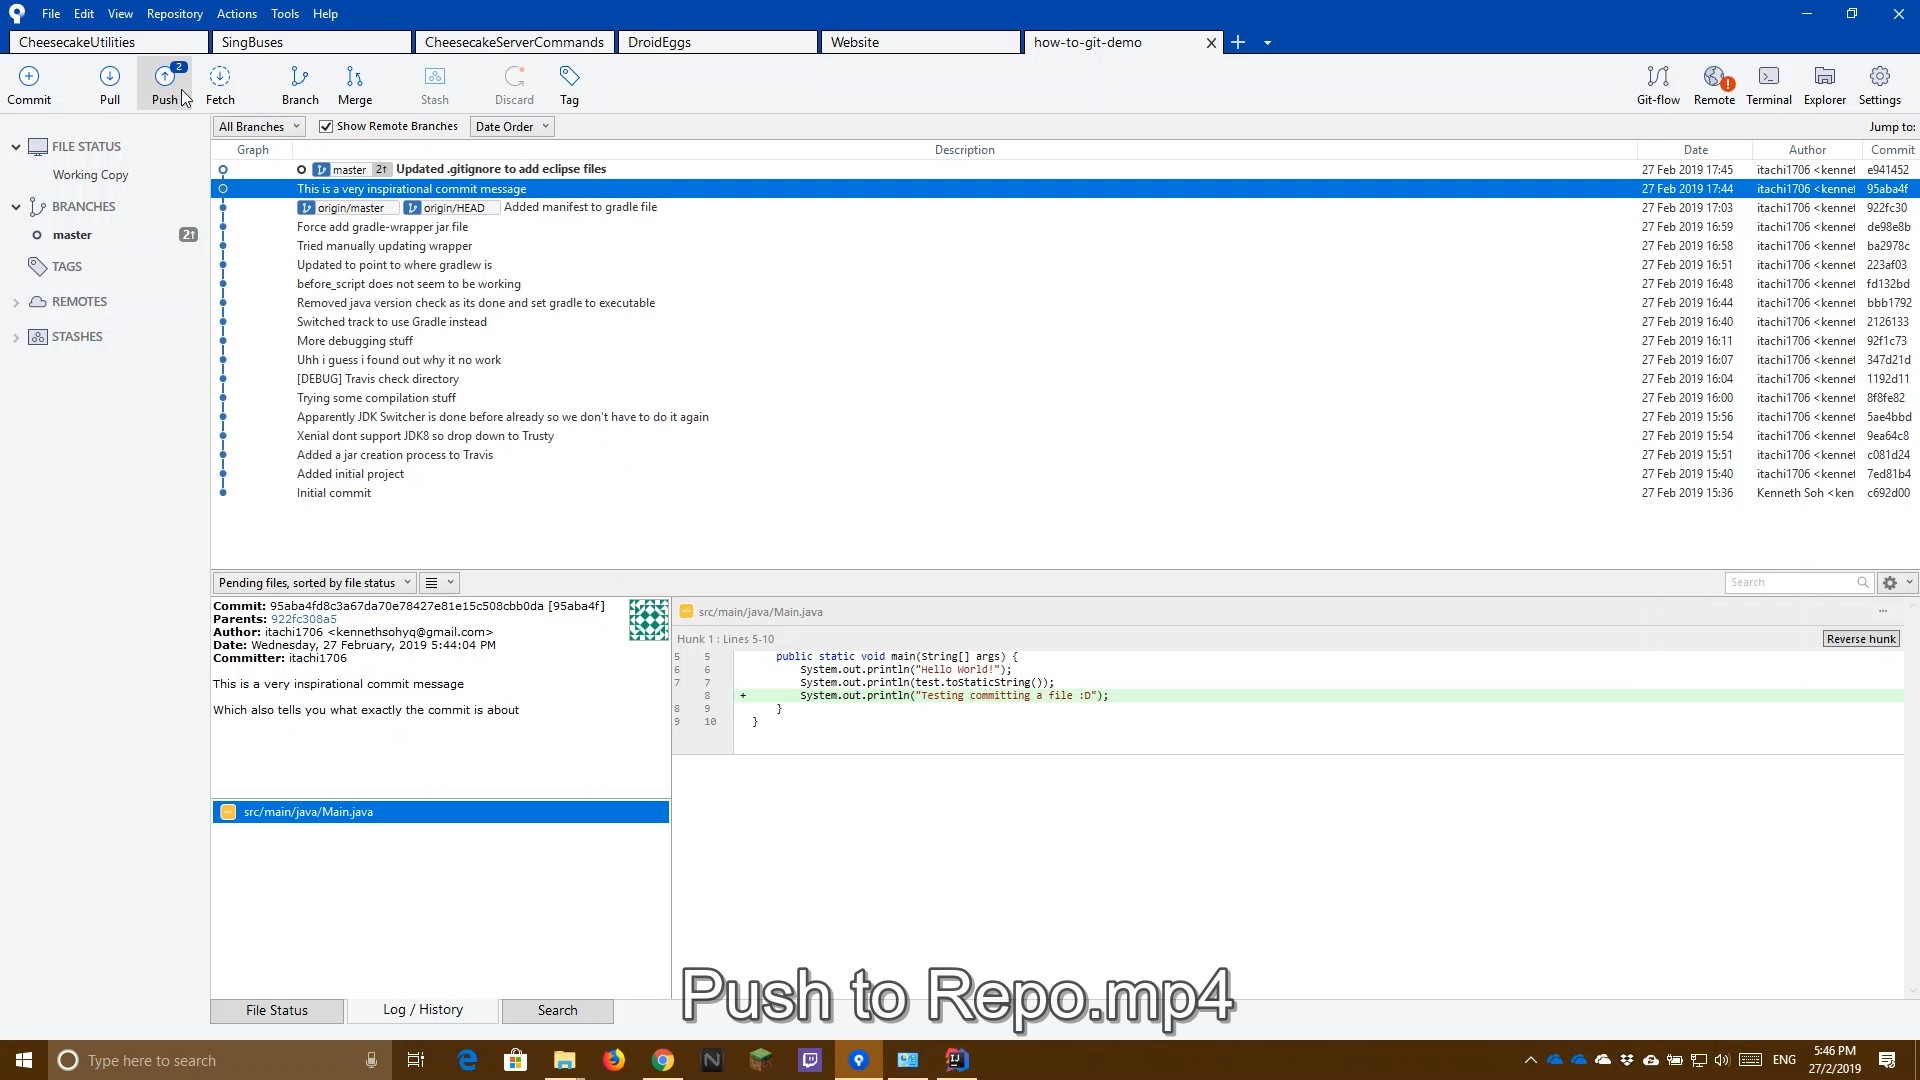 File Edit View Repository Actions Tools Help
CheesecakeUtilities SingBuses CheesecakeServerCommands DroidEggs Website how-to-git-demo
2
Commit Pull Push Fetch Branch Merge Stash Discard Tag Git-flow Remote Terminal Explorer Settings
All Branches Show Remote Branches Date Order Jump to:
Graph Description Date Author Commit
FILE STATUS
Working Copy
BRANCHES
master 2↑
TAGS
REMOTES
STASHES
master 2↑ Updated .gitignore to add eclipse files 27 Feb 2019 17:45 itachi1706 <kennet e941452
This is a very inspirational commit message 27 Feb 2019 17:44 itachi1706 <kennet 95aba4f
origin/master origin/HEAD Added manifest to gradle file 27 Feb 2019 17:03 itachi1706 <kennet 922fc30
Force add gradle-wrapper jar file 27 Feb 2019 16:59 itachi1706 <kennet de98e8b
Tried manually updating wrapper 27 Feb 2019 16:58 itachi1706 <kennet ba2978c
Updated to point to where gradlew is 27 Feb 2019 16:51 itachi1706 <kennet 223af03
before_script does not seem to be working 27 Feb 2019 16:48 itachi1706 <kennet fd132bd
Removed java version check as its done and set gradle to executable 27 Feb 2019 16:44 itachi1706 <kennet bbb1792
Switched track to use Gradle instead 27 Feb 2019 16:40 itachi1706 <kennet 2126133
More debugging stuff 27 Feb 2019 16:11 itachi1706 <kennet 92f1c73
Uhh i guess i found out why it no work 27 Feb 2019 16:07 itachi1706 <kennet 347d21d
[DEBUG] Travis check directory 27 Feb 2019 16:04 itachi1706 <kennet 1192d11
Trying some compilation stuff 27 Feb 2019 16:00 itachi1706 <kennet 8f8fe82
Apparently JDK Switcher is done before already so we don't have to do it again 27 Feb 2019 15:56 itachi1706 <kennet 5ae4bbd
Xenial dont support JDK8 so drop down to Trusty 27 Feb 2019 15:54 itachi1706 <kennet 9ea64c8
Added a jar creation process to Travis 27 Feb 2019 15:51 itachi1706 <kennet c081d24
Added initial project 27 Feb 2019 15:40 itachi1706 <kennet 7ed81b4
Initial commit 27 Feb 2019 15:36 Kenneth Soh <ken c692d00
Pending files, sorted by file status Search
Commit: 95aba4fd8c3a67da70e78427e81e15c508cbb0da [95aba4f]
Parents: 922fc308a5
Author: itachi1706 <kennethsohyq@gmail.com>
Date: Wednesday, 27 February, 2019 5:44:04 PM
Committer: itachi1706
This is a very inspirational commit message
Which also tells you what exactly the commit is about
src/main/java/Main.java
src/main/java/Main.java
Hunk 1 : Lines 5-10 Reverse hunk
5 5 public static void main(String[] args) {
6 6 System.out.println("Hello World!");
7 7 System.out.println(test.toStaticString());
8 + System.out.println("Testing committing a file :D");
8 9 }
9 10 }
File Status Log / History Search
Push to Repo.mp4
Type here to search
ENG
5:46 PM
27/2/2019